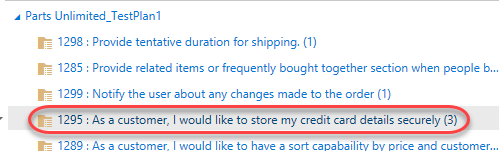 Parts Unlimited_TestPlan1
1298 : Provide tentative duration for shipping. (1)
1285 : Provide related items or frequently bought together section when people b...
1299 : Notify the user about any changes made to the order (1)
1295 : As a customer, I would like to store my credit card details securely (3)
1289 : As a customer, I would like to have a sort capability by price and customer...